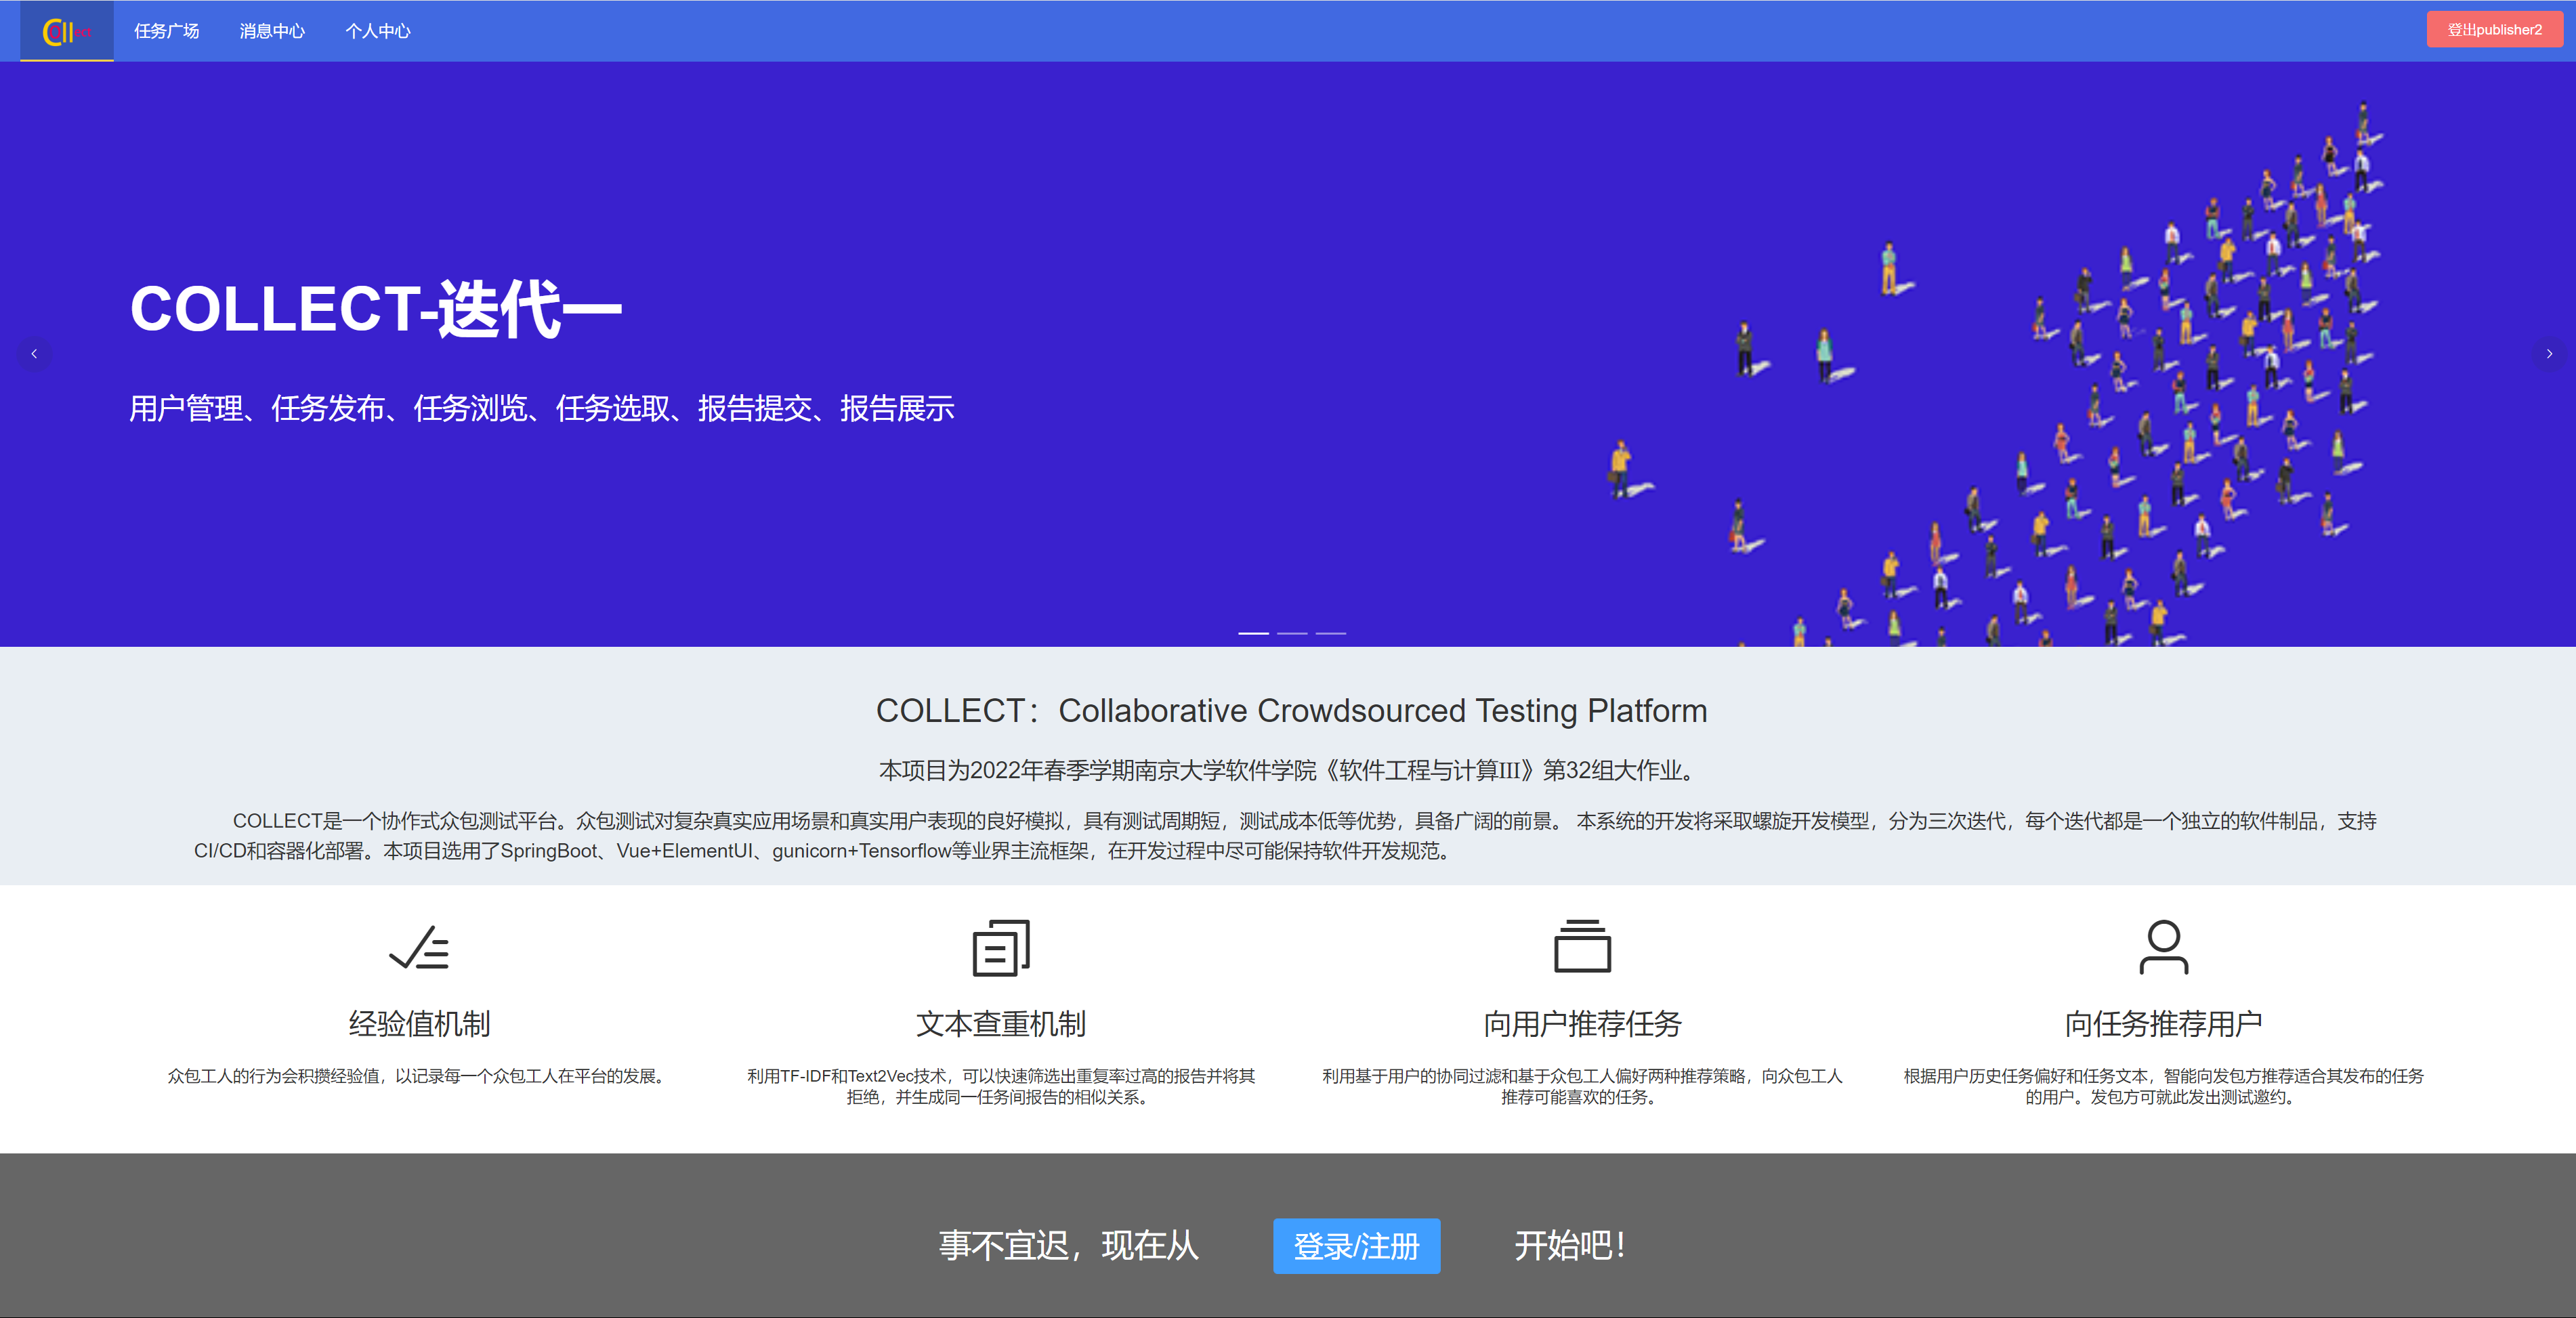 Cll
任务广场
消息中心
个人中心
登出publisher2
COLLECT-迭代一
用户管理、任务发布、任务浏览、任务选取、报告提交、报告展示
COLLECT：Collaborative Crowdsourced Testing Platform
本项目为2022年春季学期南京大学软件学院《软件工程与计算III》第32组大作业。
COLLECT是一个协作式众包测试平台。众包测试对复杂真实应用场景和真实用户表现的良好模拟，具有测试周期短，测试成本低等优势，具备广阔的前景。 本系统的开发将采取螺旋开发模型，分为三次迭代，每个迭代都是一个独立的软件制品，支持
CI/CD和容器化部署。本项目选用了SpringBoot、Vue+ElementUI、gunicorn+Tensorflow等业界主流框架，在开发过程中尽可能保持软件开发规范。
经验值机制
众包工人的行为会积攒经验值，以记录每一个众包工人在平台的发展。
文本查重机制
利用TF-IDF和Text2Vec技术，可以快速筛选出重复率过高的报告并将其
拒绝，并生成同一任务间报告的相似关系。
向用户推荐任务
利用基于用户的协同过滤和基于众包工人偏好两种推荐策略，向众包工人
推荐可能喜欢的任务。
向任务推荐用户
根据用户历史任务偏好和任务文本，智能向发包方推荐适合其发布的任务
的用户。发包方可就此发出测试邀约。
事不宜迟，现在从 登录/注册 开始吧！